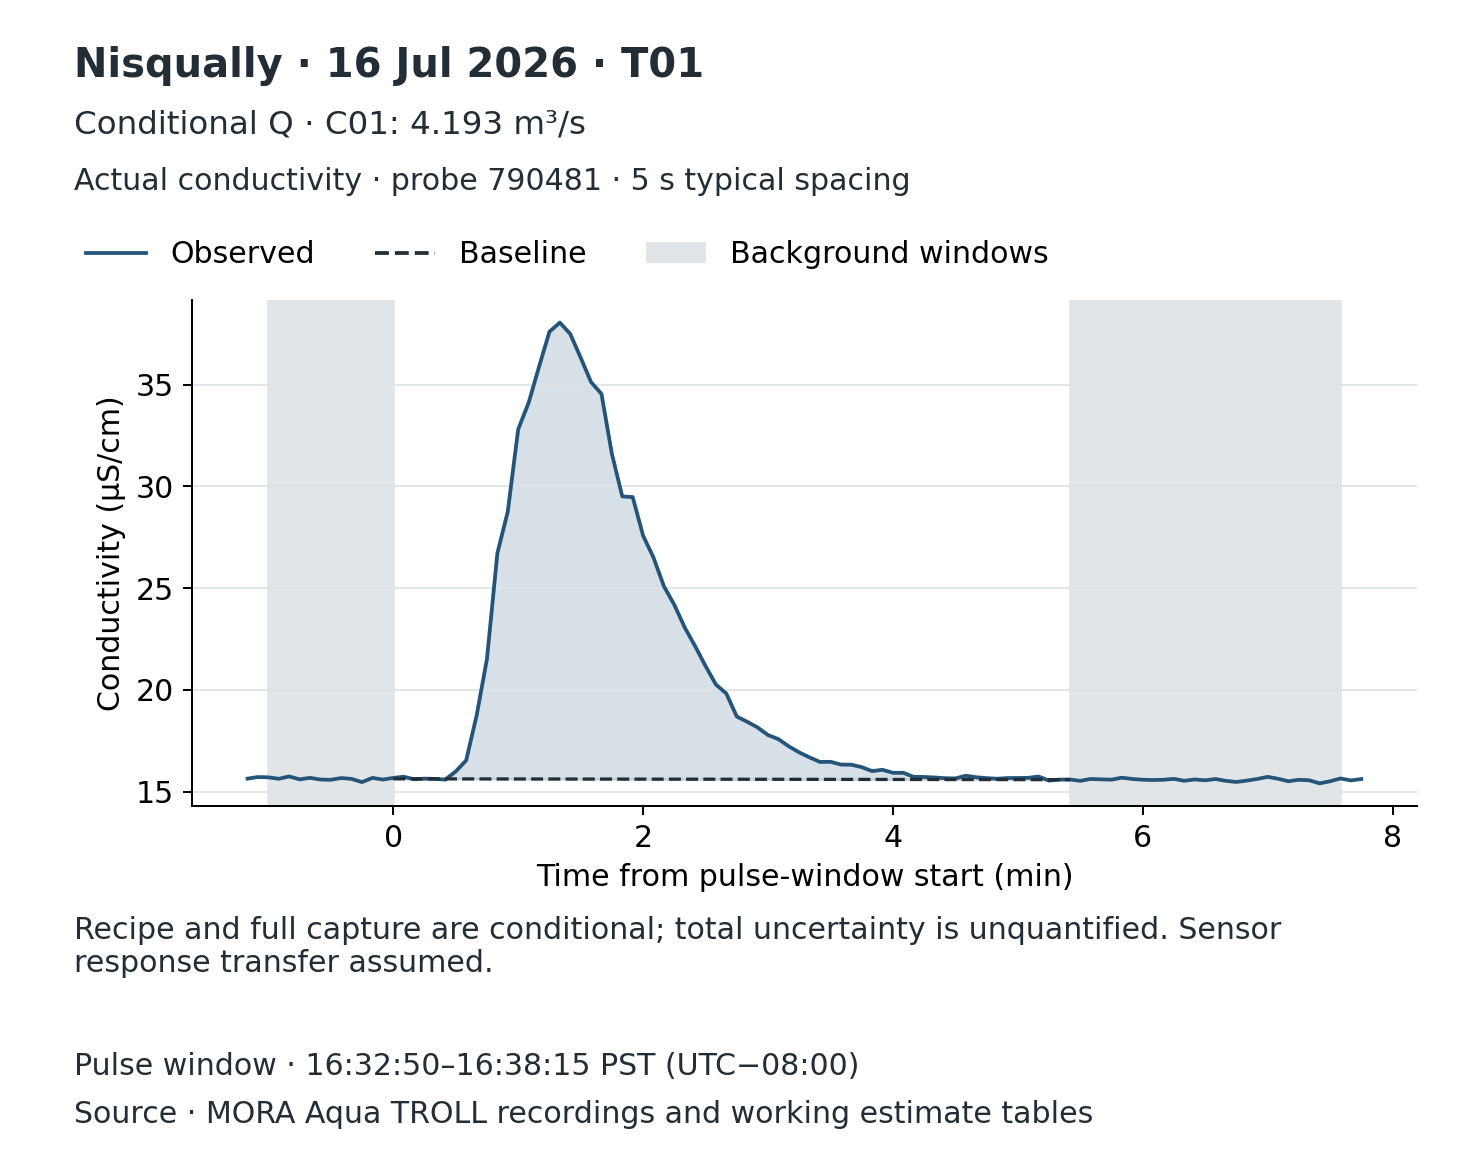 Nisqually · 16 Jul 2026 · T01
Conditional Q · C01: 4.193 m³/s
Actual conductivity · probe 790481 · 5 s typical spacing
Observed
Baseline
Background windows
Conductivity (µS/cm)
35
30
25
20
15
0
2
4
6
8
Time from pulse-window start (min)
Recipe and full capture are conditional; total uncertainty is unquantified. Sensor
response transfer assumed.
Pulse window · 16:32:50–16:38:15 PST (UTC−08:00)
Source · MORA Aqua TROLL recordings and working estimate tables